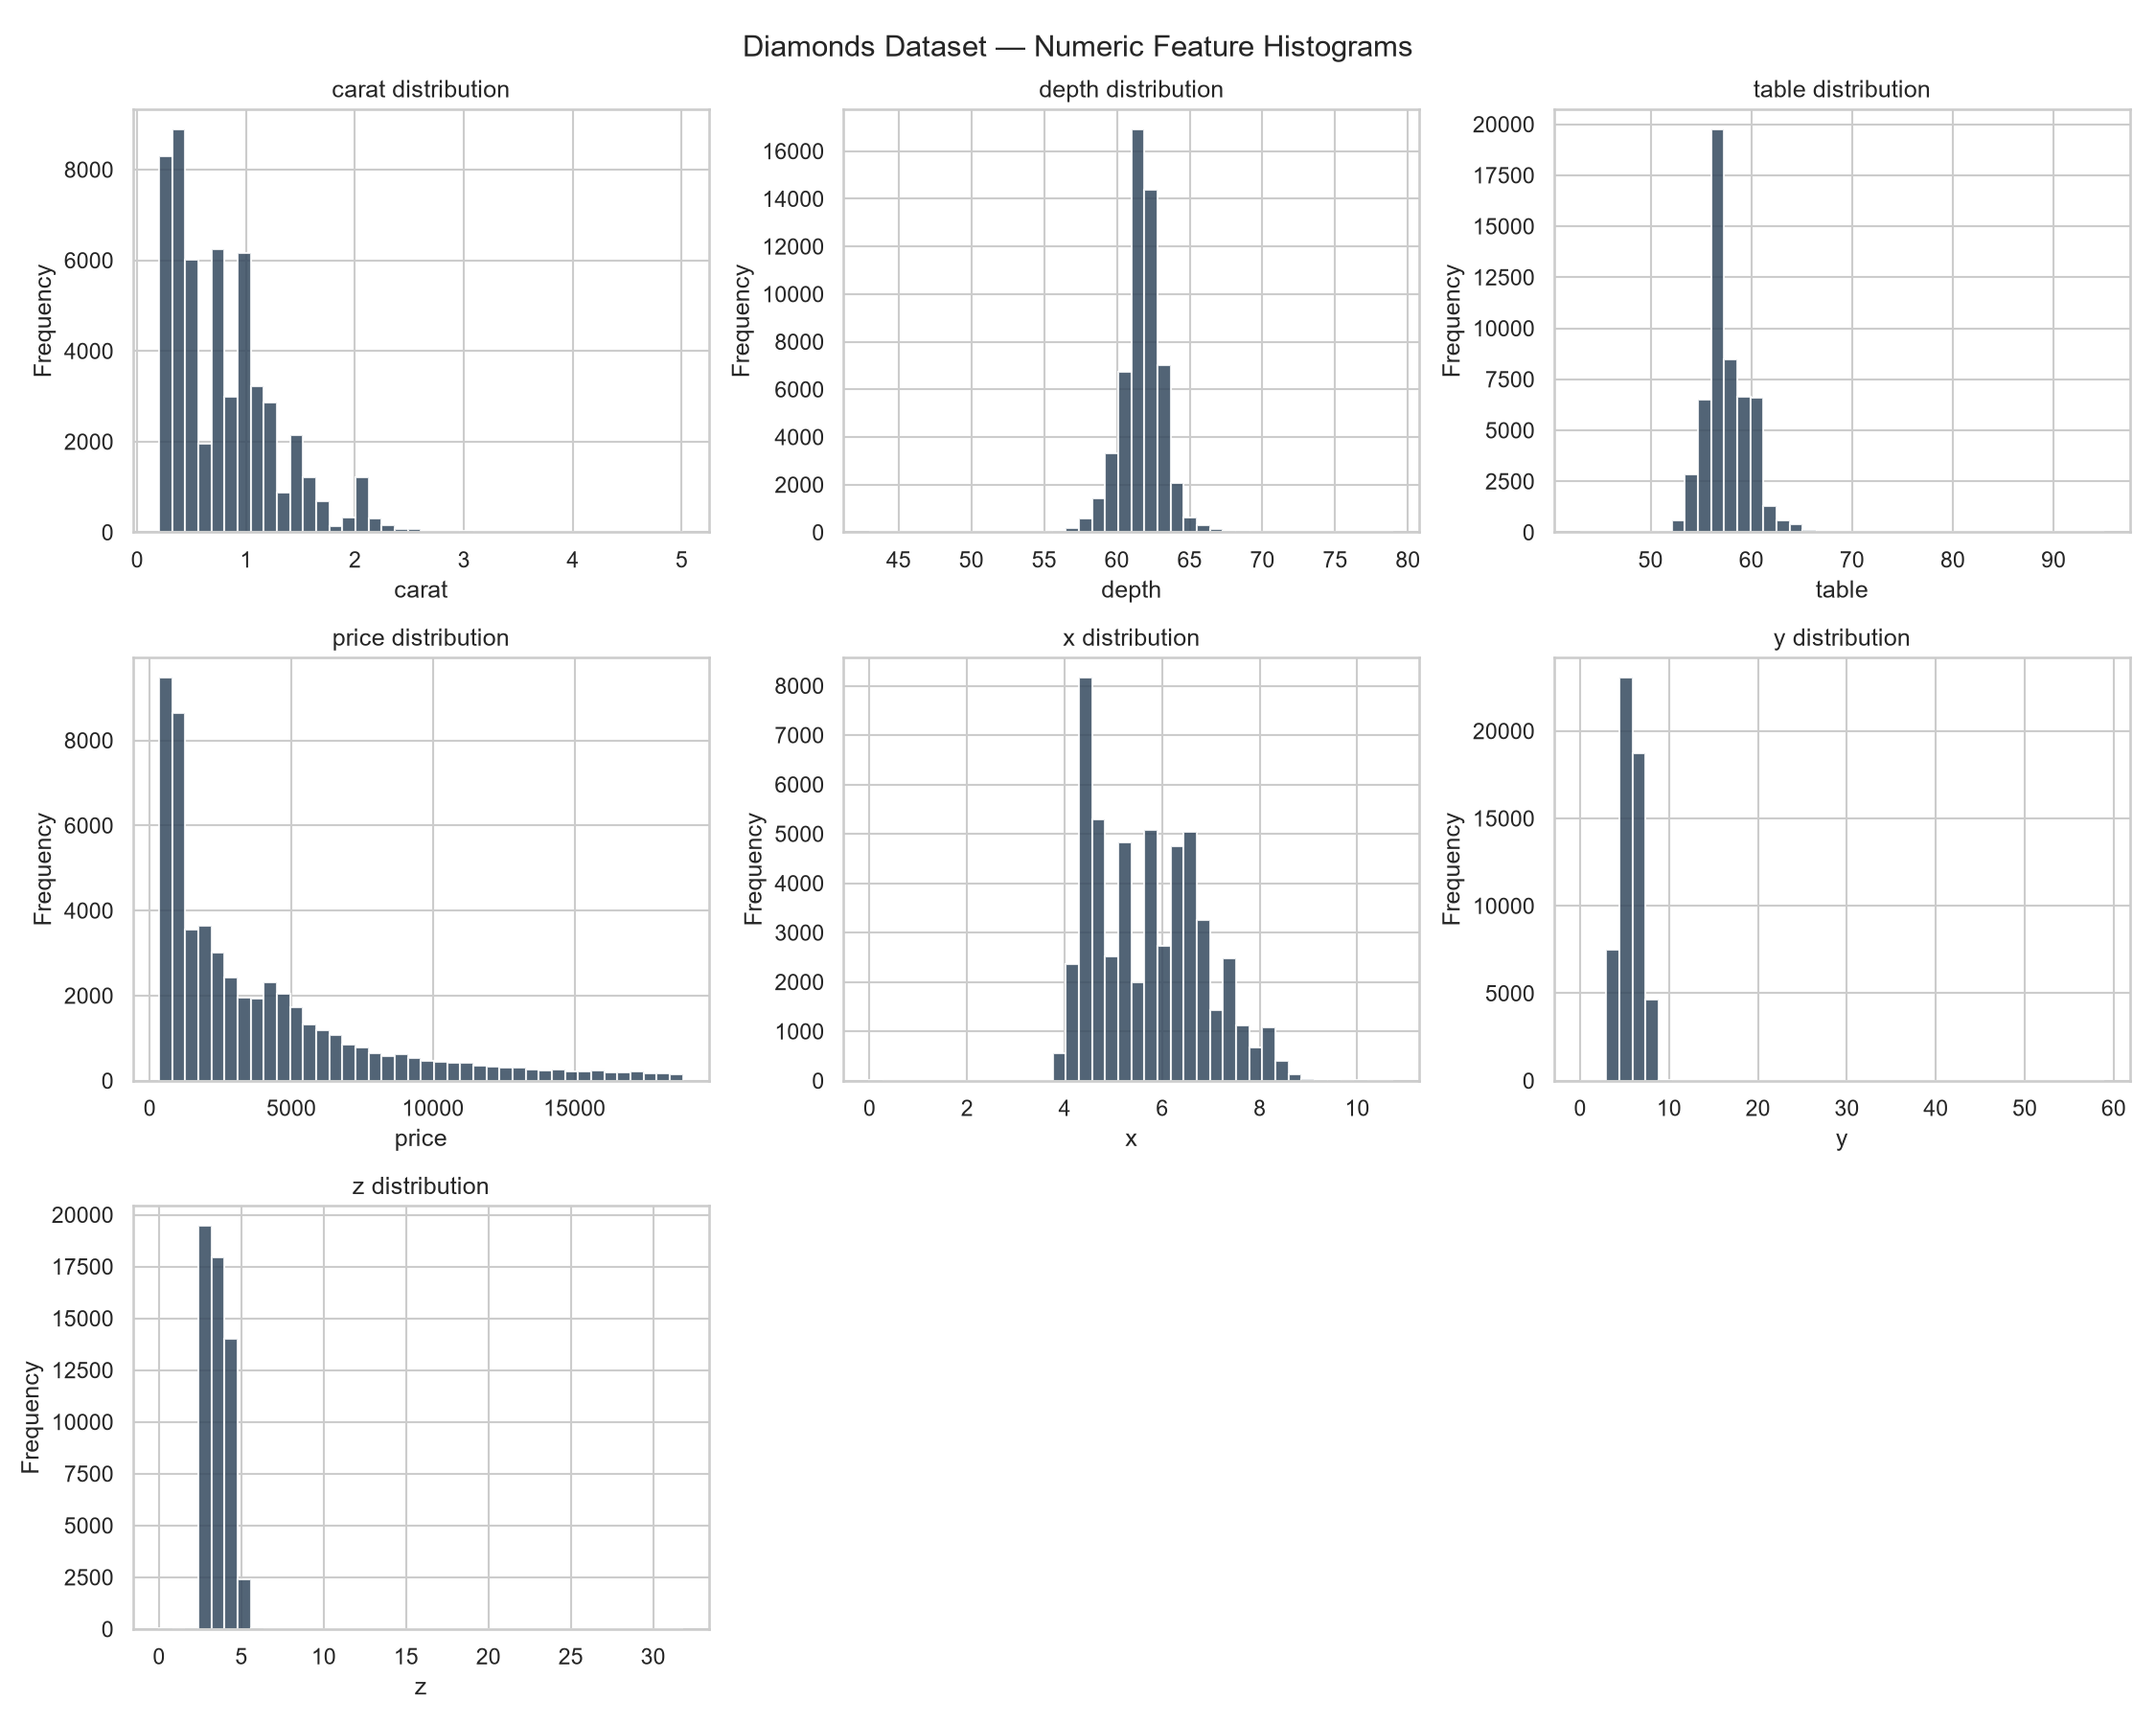 Diamonds Dataset — Numeric Feature Histograms
carat distribution
8000
6000
4000
2000
0
Frequency
0 1 2 3 4 5
carat
depth distribution
16000
14000
12000
10000
8000
6000
4000
2000
0
Frequency
45 50 55 60 65 70 75 80
depth
table distribution
20000
17500
15000
12500
10000
7500
5000
2500
0
Frequency
50 60 70 80 90
table
price distribution
8000
6000
4000
2000
0
Frequency
0 5000 10000 15000
price
x distribution
8000
7000
6000
5000
4000
3000
2000
1000
0
Frequency
0 2 4 6 8 10
x
y distribution
20000
15000
10000
5000
0
Frequency
0 10 20 30 40 50 60
y
z distribution
20000
17500
15000
12500
10000
7500
5000
2500
0
Frequency
0 5 10 15 20 25 30
z